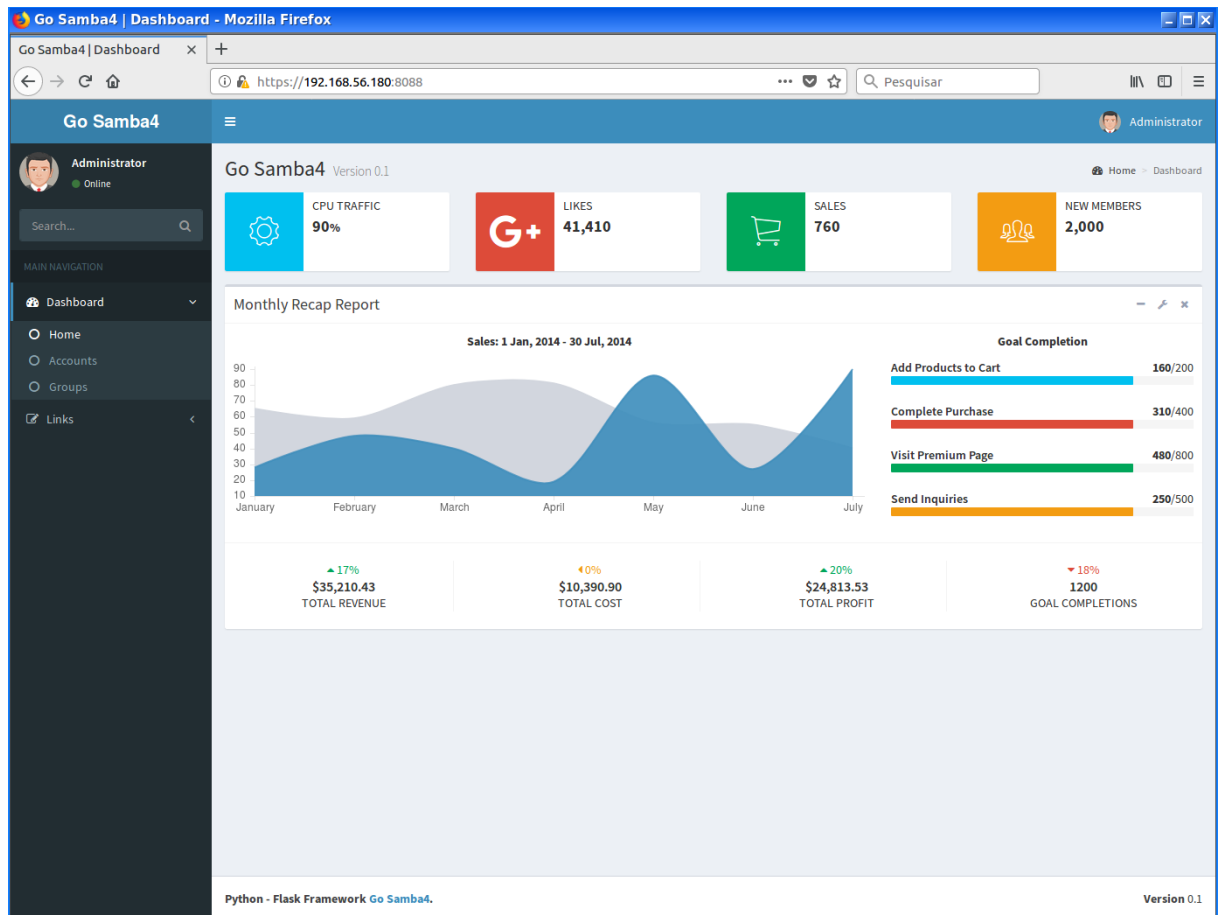 Go Samba4 | Dashboard - Mozilla Firefox
Go Samba4 | Dashboard
https://192.168.56.180:8088
Pesquisar
Go Samba4
Administrator
Administrator
Online
Search...
MAIN NAVIGATION
Dashboard
Home
Accounts
Groups
Links
Go Samba4 Version 0.1
Home > Dashboard
CPU TRAFFIC
90%
G+
LIKES
41,410
SALES
760
NEW MEMBERS
2,000
Monthly Recap Report
Sales: 1 Jan, 2014 - 30 Jul, 2014
90
80
70
60
50
40
30
20
10
January February March April May June July
Goal Completion
Add Products to Cart 160/200
Complete Purchase 310/400
Visit Premium Page 480/800
Send Inquiries 250/500
17%
$35,210.43
TOTAL REVENUE
0%
$10,390.90
TOTAL COST
20%
$24,813.53
TOTAL PROFIT
18%
1200
GOAL COMPLETIONS
Python - Flask Framework Go Samba4.
Version 0.1